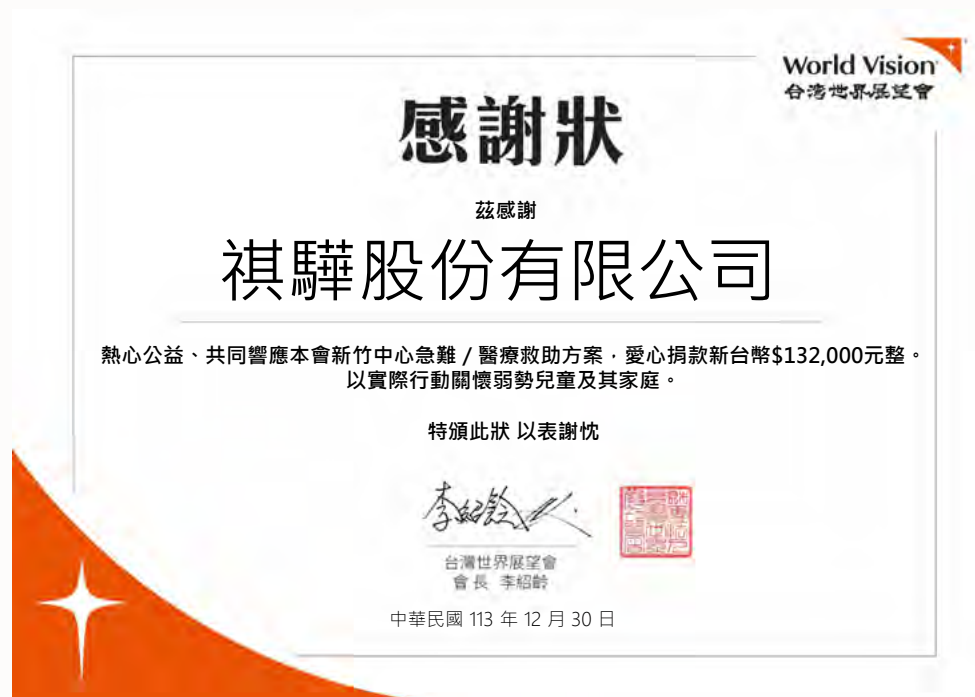 World Vision
台灣世界展望會
感謝狀
茲感謝
祺驊股份有限公司
熱心公益、共同響應本會新竹中心急難 / 醫療救助方案，愛心捐款新台幣$132,000元整。
以實際行動關懷弱勢兒童及其家庭。
特頒此狀 以表謝忱
李紹齡
台灣世界展望會
會 長 李紹齡
中華民國 113 年 12 月 30 日